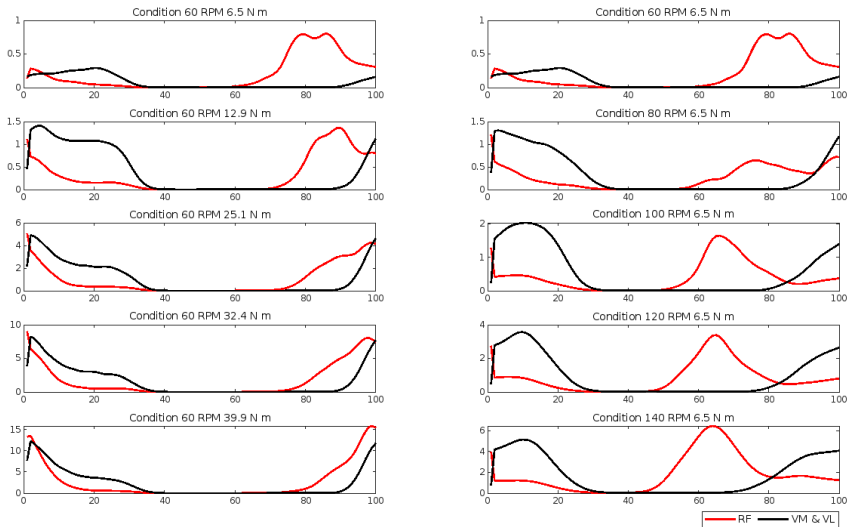 Condition 60 RPM 6.5 N m
1
0.5
0
0 20 40 60 80 100
Condition 60 RPM 6.5 N m
1
0.5
0
0 20 40 60 80 100
Condition 60 RPM 12.9 N m
1.5
1
0.5
0
0 20 40 60 80 100
Condition 80 RPM 6.5 N m
1.5
1
0.5
0
0 20 40 60 80 100
Condition 60 RPM 25.1 N m
6
4
2
0
0 20 40 60 80 100
Condition 100 RPM 6.5 N m
2
1
0
0 20 40 60 80 100
Condition 60 RPM 32.4 N m
10
5
0
0 20 40 60 80 100
Condition 120 RPM 6.5 N m
4
2
0
0 20 40 60 80 100
Condition 60 RPM 39.9 N m
15
10
5
0
0 20 40 60 80 100
Condition 140 RPM 6.5 N m
6
4
2
0
0 20 40 60 80 100
RF VM & VL